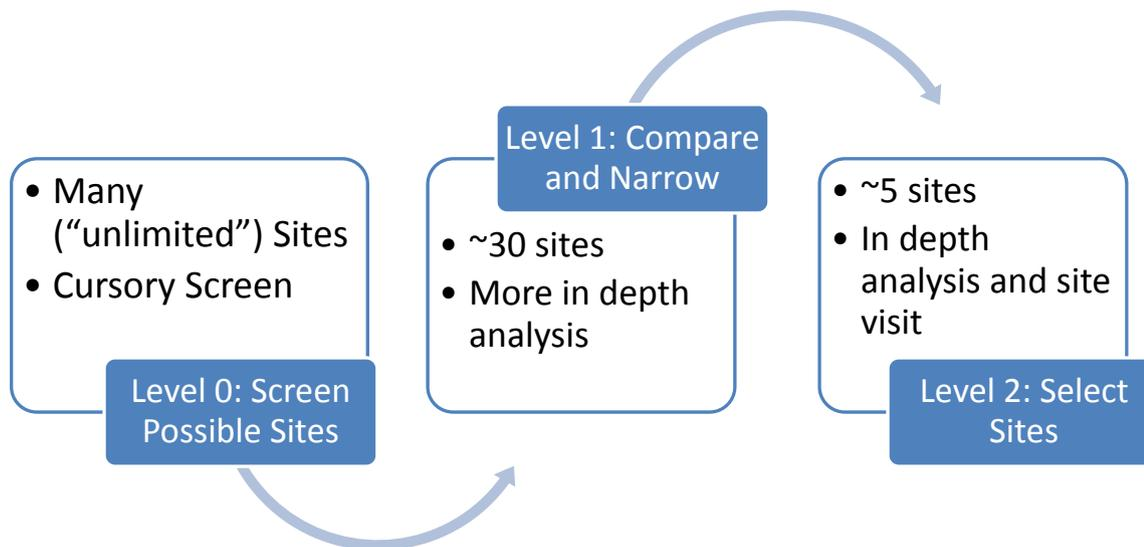 • Many
(“unlimited”) Sites
• Cursory Screen
Level 0: Screen
Possible Sites
Level 1: Compare
and Narrow
• ~30 sites
• More in depth
analysis
• ~5 sites
• In depth
analysis and site
visit
Level 2: Select
Sites